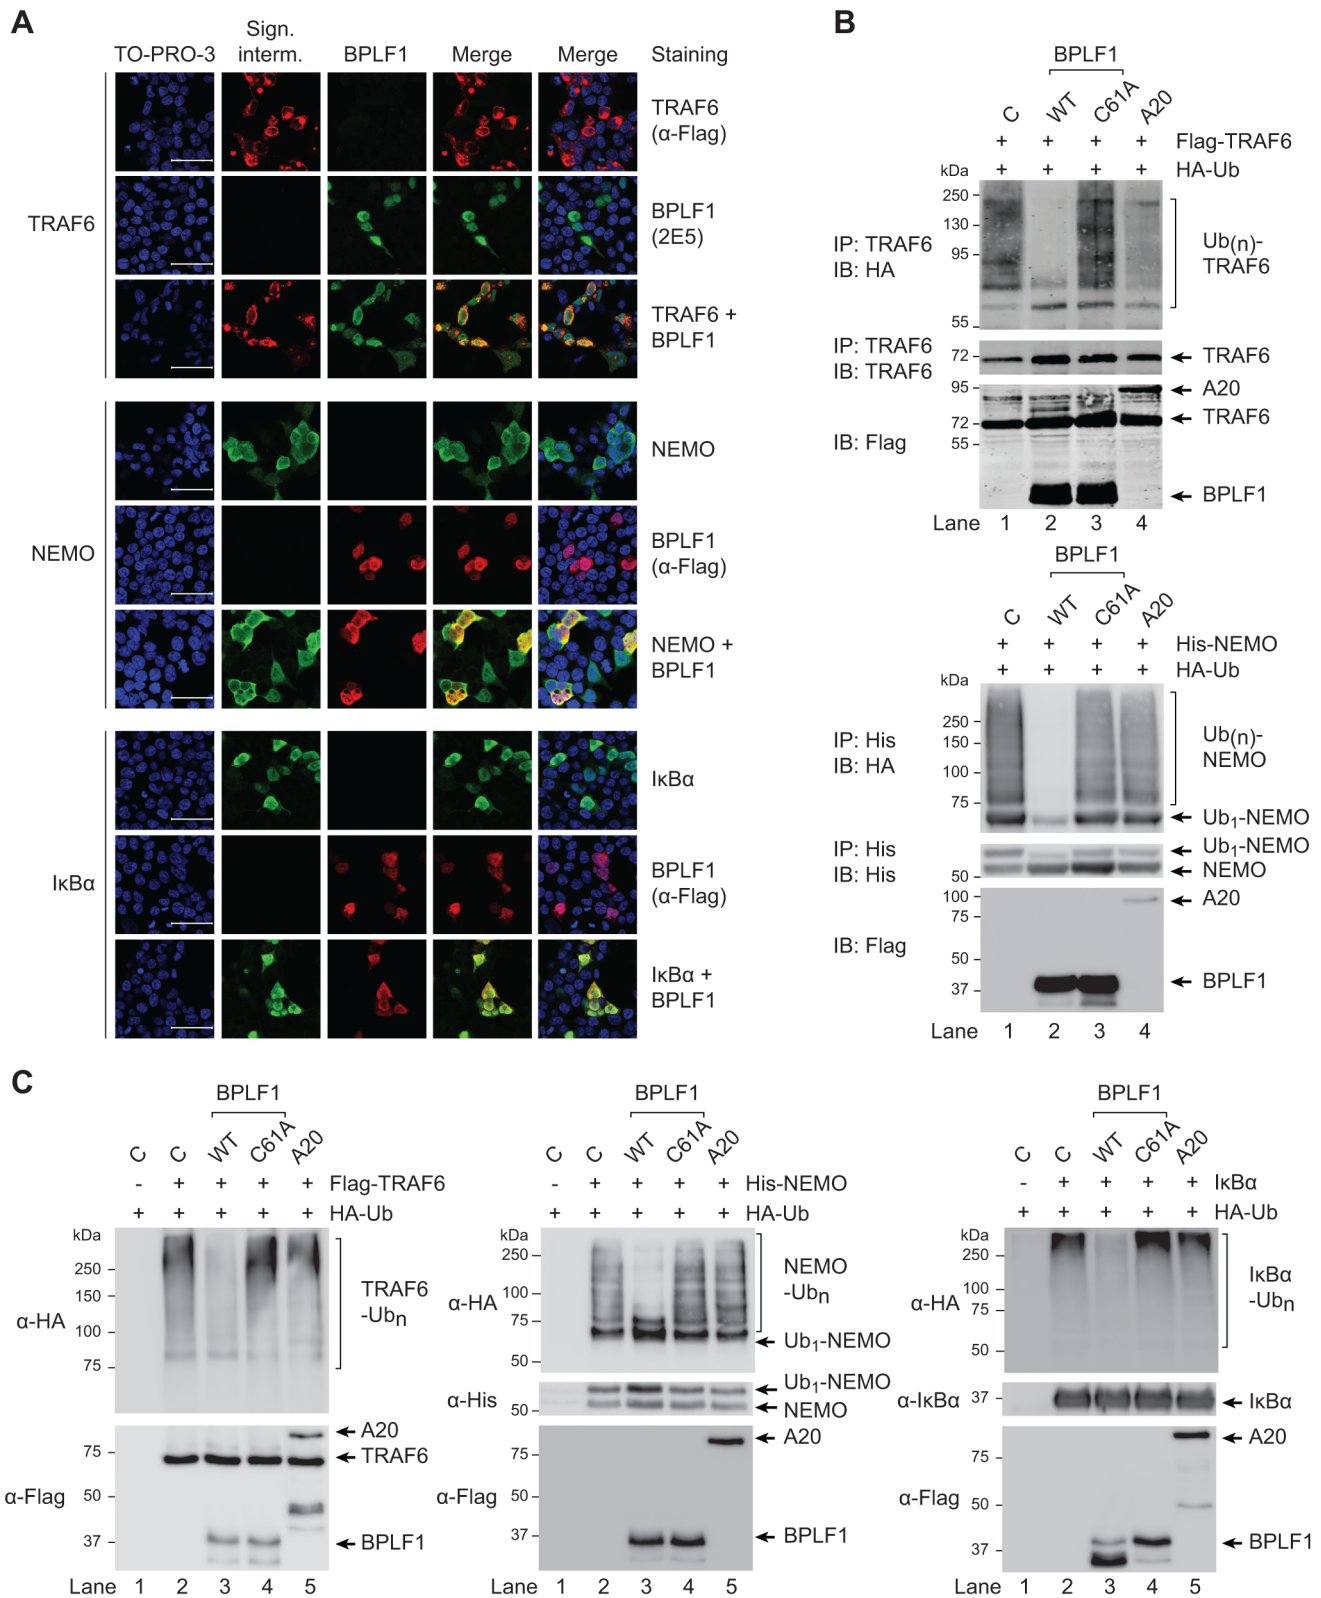 A
TO-PRO-3
Sign.
interm.
BPLF1
Merge
Merge
Staining
TRAF6
TRAF6
(α-Flag)
BPLF1
(2E5)
TRAF6 +
BPLF1
NEMO
NEMO
BPLF1
(α-Flag)
NEMO +
BPLF1
IκBα
IκBα
BPLF1
(α-Flag)
IκBα +
BPLF1
B
BPLF1
C WT C61A A20
+ + + + Flag-TRAF6
+ + + + HA-Ub
kDa
250
130
95
55
IP: TRAF6
IB: HA
Ub(n)-
TRAF6
IP: TRAF6
IB: TRAF6
72
TRAF6
95
72
55
IB: Flag
A20
TRAF6
BPLF1
Lane 1 2 3 4
BPLF1
C WT C61A A20
+ + + + His-NEMO
+ + + + HA-Ub
kDa
250
150
100
75
IP: His
IB: HA
Ub(n)-
NEMO
Ub1-NEMO
IP: His
IB: His
50
Ub1-NEMO
NEMO
100
75
50
37
IB: Flag
A20
BPLF1
Lane 1 2 3 4
C
BPLF1
C C WT C61A A20
- + + + + Flag-TRAF6
+ + + + + HA-Ub
kDa
250
150
100
75
α-HA
TRAF6
-Ubn
75
50
37
α-Flag
A20
TRAF6
BPLF1
Lane 1 2 3 4 5
BPLF1
C C WT C61A A20
- + + + + His-NEMO
+ + + + + HA-Ub
kDa
250
100
75
50
α-HA
NEMO
-Ubn
Ub1-NEMO
α-His
50
Ub1-NEMO
NEMO
75
50
37
α-Flag
A20
BPLF1
Lane 1 2 3 4 5
BPLF1
C C WT C61A A20
- + + + + IκBα
+ + + + + HA-Ub
kDa
250
100
75
50
α-HA
IκBα
-Ubn
α-IκBα
37
IκBα
75
50
37
α-Flag
A20
BPLF1
Lane 1 2 3 4 5